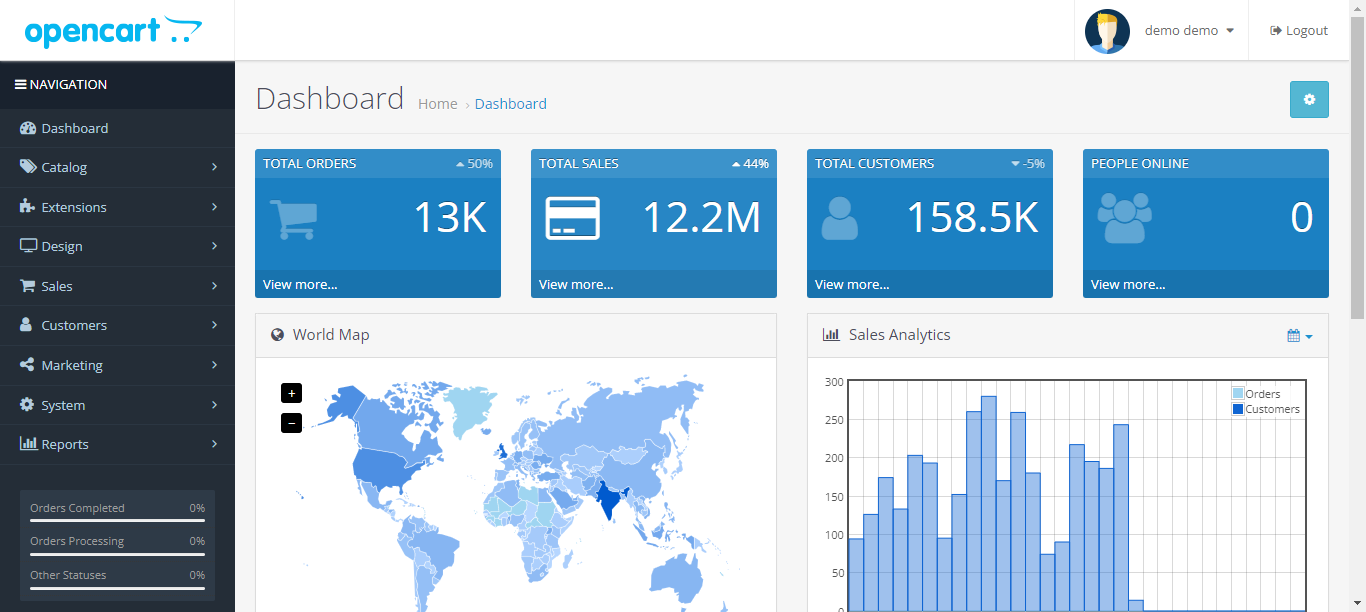 opencart
demo demo
Logout
NAVIGATION
Dashboard
Catalog
Extensions
Design
Sales
Customers
Marketing
System
Reports
Orders Completed 0%
Orders Processing 0%
Other Statuses 0%
Dashboard Home › Dashboard
TOTAL ORDERS 50%
13K
View more...
TOTAL SALES 44%
12.2M
View more...
TOTAL CUSTOMERS -5%
158.5K
View more...
PEOPLE ONLINE
0
View more...
World Map
+
−
Sales Analytics
300
250
200
150
100
50
0
Orders
Customers